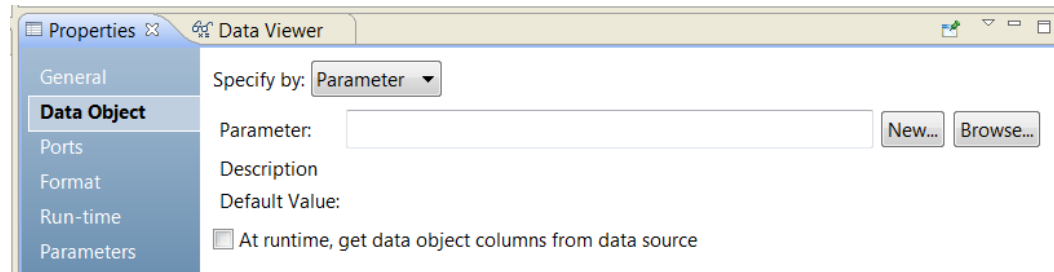 Properties Data Viewer
General
Specify by: Parameter
Data Object
Parameter: New... Browse...
Ports
Description
Format
Default Value:
Run-time
At runtime, get data object columns from data source
Parameters